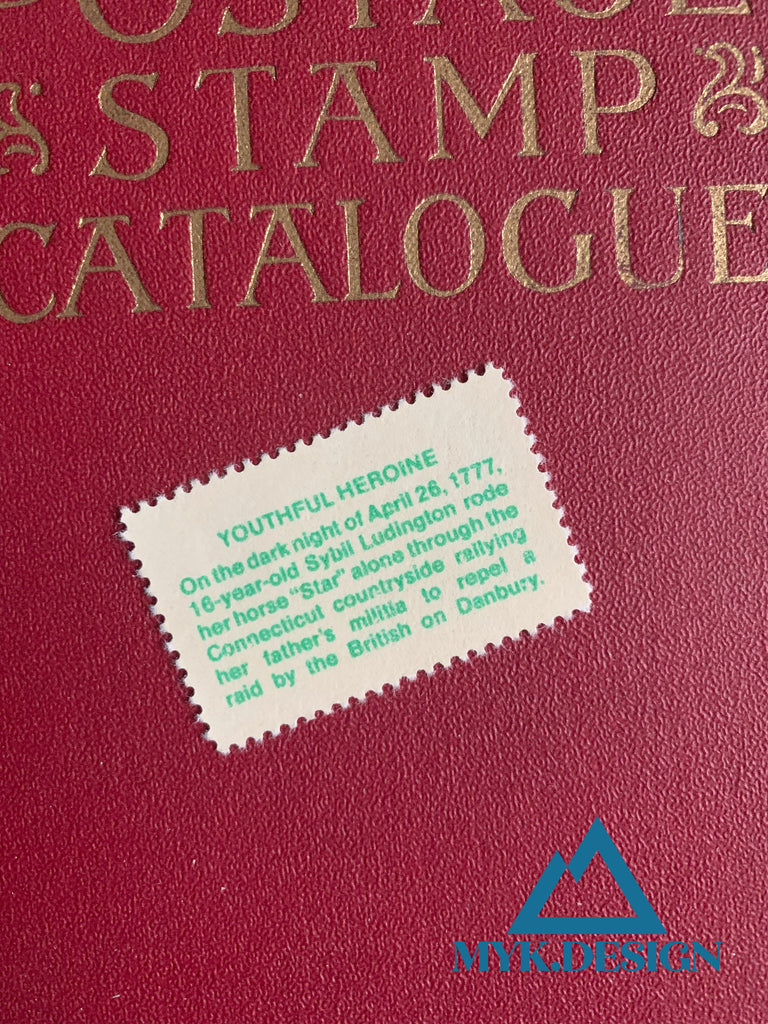 POSTAGE
STAMP
CATALOGUE
YOUTHFUL HEROINE
On the dark night of April 26, 1777,
16-year-old Sybil Ludington rode
her horse "Star" alone through the
Connecticut countryside rallying
her father's militia to repel a
raid by the British on Danbury.
MYK.DESIGN